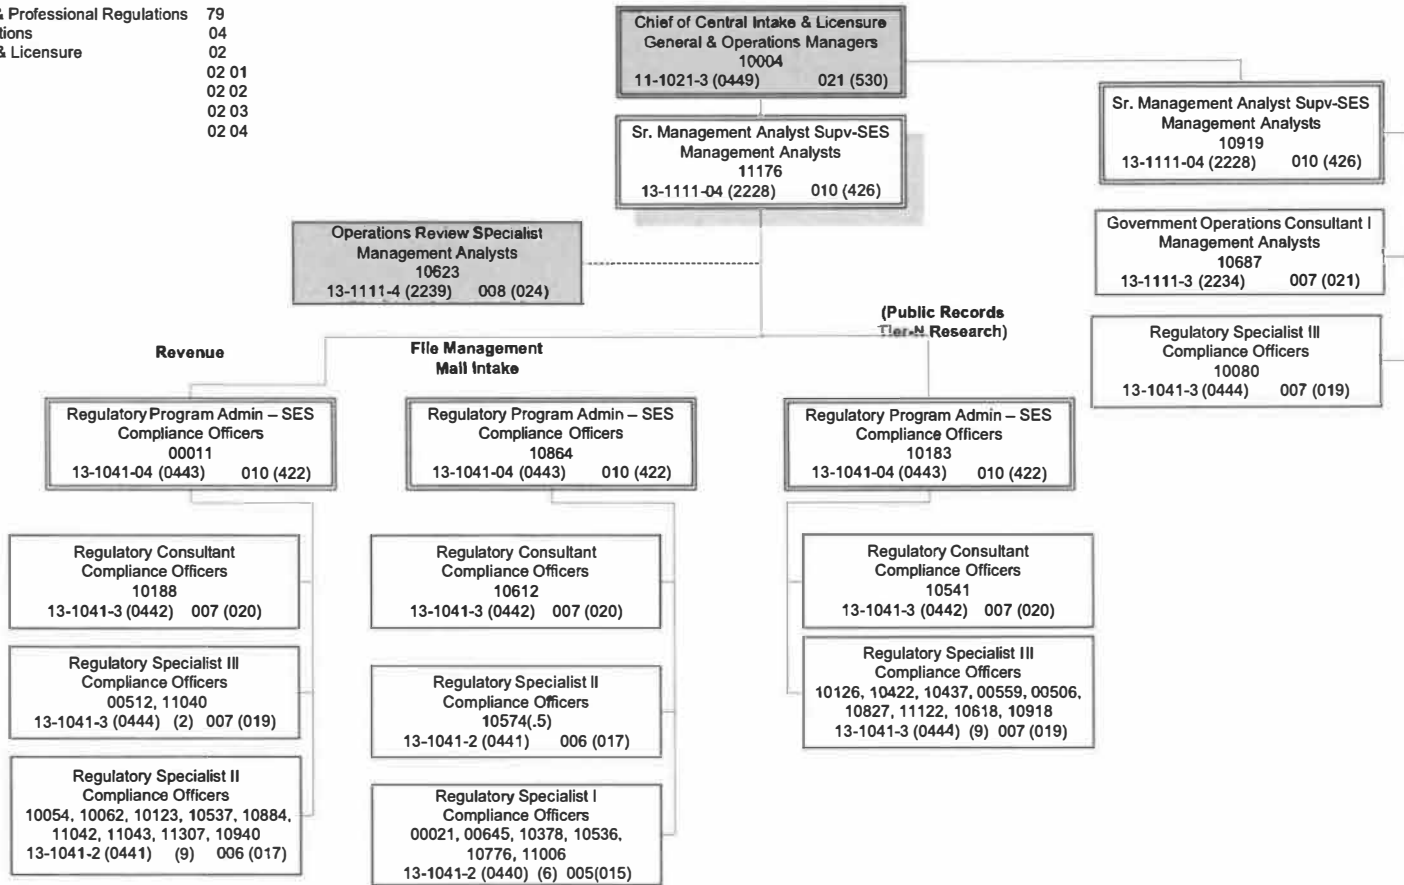 & Professional Regulations 79
tions 04
& Licensure 02
02 01
02 02
02 03
02 04
Chief of Central Intake & Licensure
General & Operations Managers
10004
11-1021-3 (0449) 021 (530)
Sr. Management Analyst Supv-SES
Management Analysts
11176
13-1111-04 (2228) 010 (426)
Sr. Management Analyst Supv-SES
Management Analysts
10919
13-1111-04 (2228) 010 (426)
Operations Review SPecialist
Management Analysts
10623
13-1111-4 (2239) 008 (024)
Government Operations Consultant I
Management Analysts
10687
13-1111-3 (2234) 007 (021)
Regulatory Specialist III
Compliance Officers
10080
13-1041-3 (0444) 007 (019)
Revenue
File Management
Mail Intake
(Public Records
Tier-N Research)
Regulatory Program Admin – SES
Compliance Officers
00011
13-1041-04 (0443) 010 (422)
Regulatory Program Admin – SES
Compliance Officers
10864
13-1041-04 (0443) 010 (422)
Regulatory Program Admin – SES
Compliance Officers
10183
13-1041-04 (0443) 010 (422)
Regulatory Consultant
Compliance Officers
10188
13-1041-3 (0442) 007 (020)
Regulatory Consultant
Compliance Officers
10612
13-1041-3 (0442) 007 (020)
Regulatory Consultant
Compliance Officers
10541
13-1041-3 (0442) 007 (020)
Regulatory Specialist III
Compliance Officers
00512, 11040
13-1041-3 (0444) (2) 007 (019)
Regulatory Specialist II
Compliance Officers
10574(.5)
13-1041-2 (0441) 006 (017)
Regulatory Specialist III
Compliance Officers
10126, 10422, 10437, 00559, 00506,
10827, 11122, 10618, 10918
13-1041-3 (0444) (9) 007 (019)
Regulatory Specialist II
Compliance Officers
10054, 10062, 10123, 10537, 10884,
11042, 11043, 11307, 10940
13-1041-2 (0441) (9) 006 (017)
Regulatory Specialist I
Compliance Officers
00021, 00645, 10378, 10536,
10776, 11006
13-1041-2 (0440) (6) 005(015)